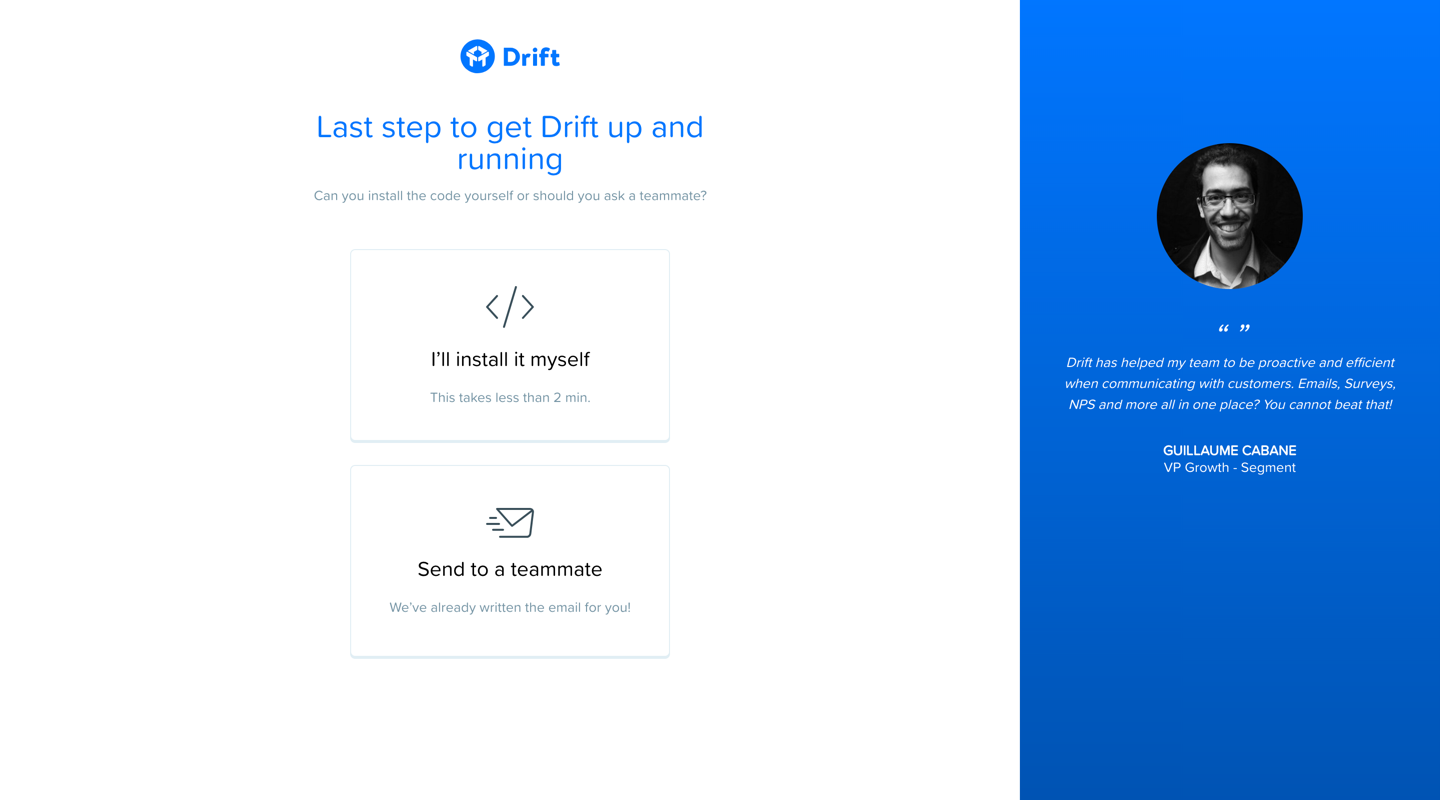 Drift
Last step to get Drift up and
running
Can you install the code yourself or should you ask a teammate?
I’ll install it myself
This takes less than 2 min.
Send to a teammate
We’ve already written the email for you!
“ ”
Drift has helped my team to be proactive and efficient
when communicating with customers. Emails, Surveys,
NPS and more all in one place? You cannot beat that!
GUILLAUME CABANE
VP Growth - Segment